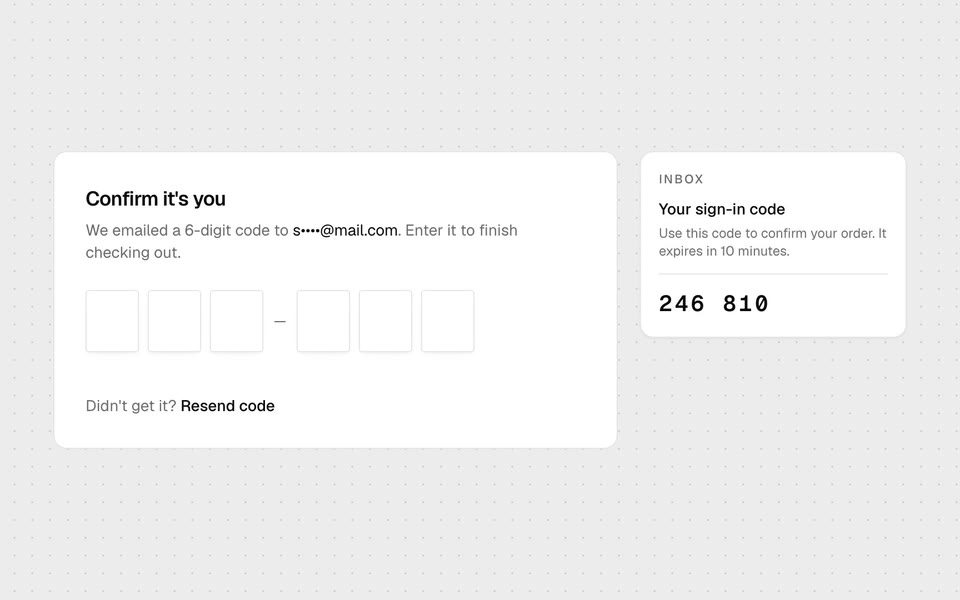 Confirm it's you
We emailed a 6-digit code to s••••@mail.com. Enter it to finish
checking out.
—
Didn't get it? Resend code
INBOX
Your sign-in code
Use this code to confirm your order. It
expires in 10 minutes.
246 810